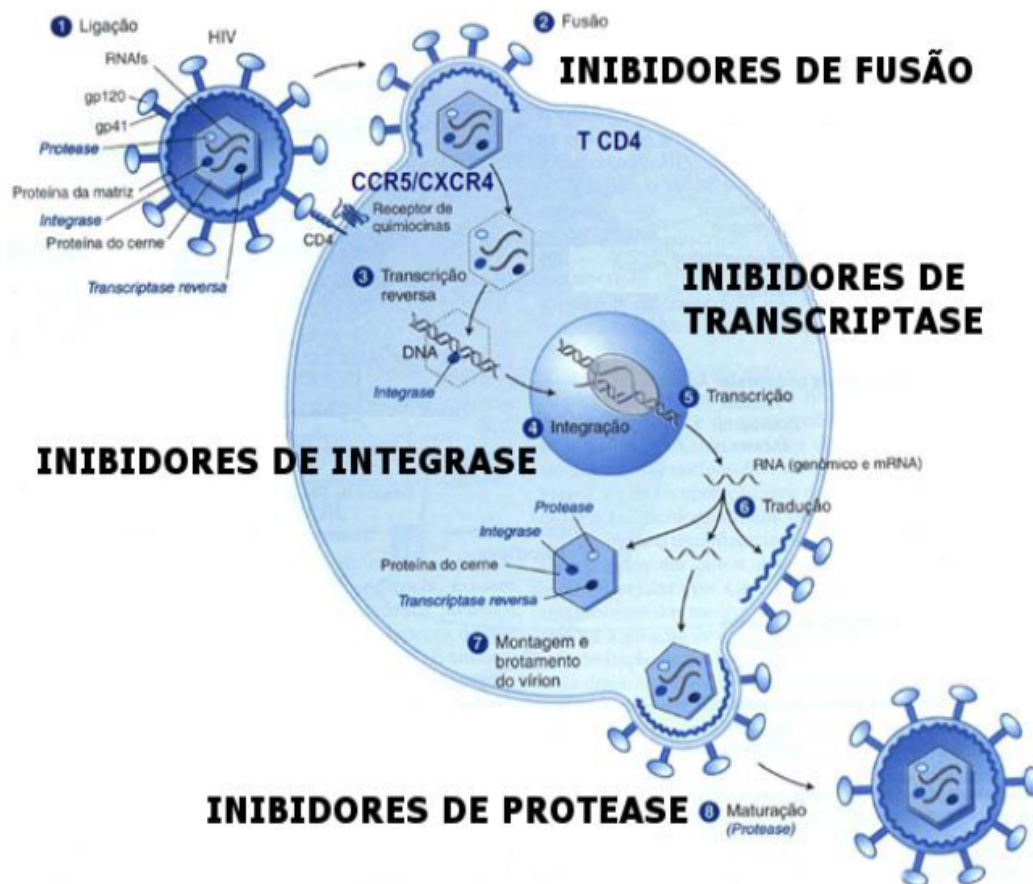 1 Ligação
HIV
RNAfs
gp120
gp41
Protease
Proteína da matriz
Integrase
Proteína do cerne
Transcriptase reversa
2 Fusão
INIBIDORES DE FUSÃO
T CD4
CCR5/CXCR4
Receptor de
quimiocinas
CD4
3 Transcrição
reversa
INIBIDORES DE
TRANSCRIPTASE
DNA
Integrase
4 Integração
5 Transcrição
INIBIDORES DE INTEGRASE
RNA (genômico e mRNA)
6 Tradução
Protease
Integrase
Proteína do cerne
Transcriptase reversa
7 Montagem e
brotamento
do vírion
INIBIDORES DE PROTEASE
8 Maturação
(Protease)